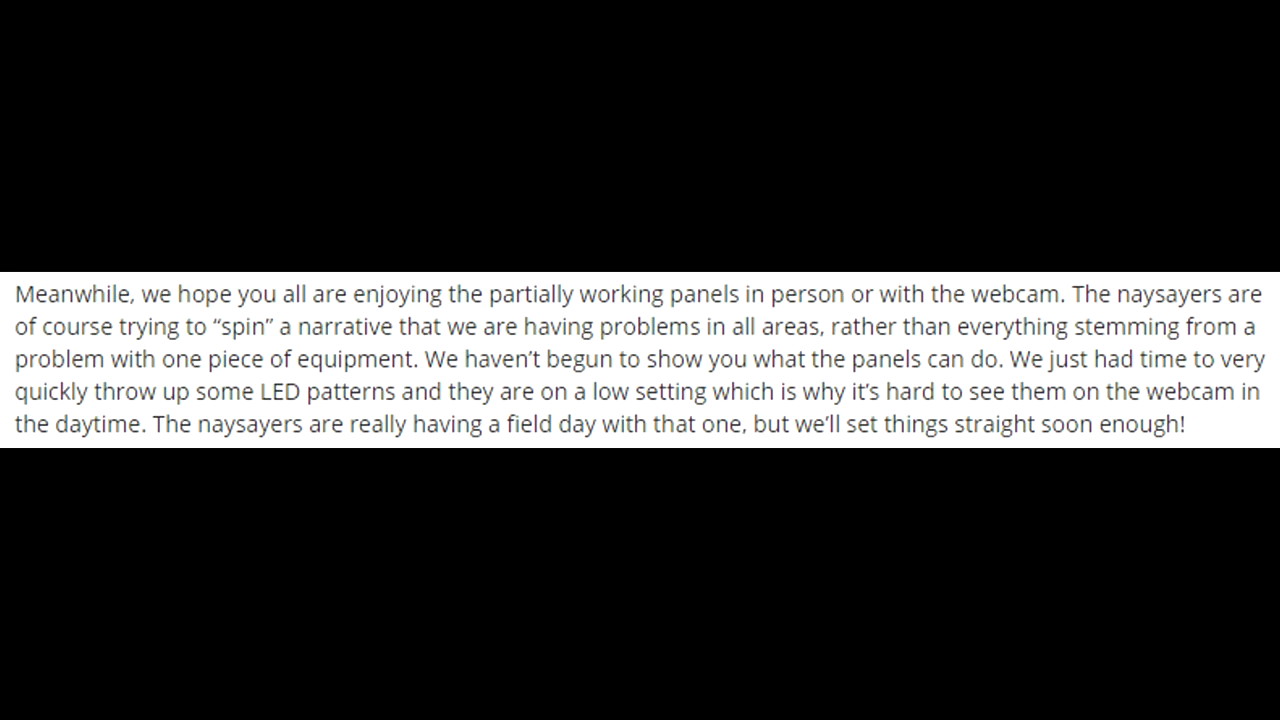 Meanwhile, we hope you all are enjoying the partially working panels in person or with the webcam. The naysayers are
of course trying to “spin” a narrative that we are having problems in all areas, rather than everything stemming from a
problem with one piece of equipment. We haven’t begun to show you what the panels can do. We just had time to very
quickly throw up some LED patterns and they are on a low setting which is why it’s hard to see them on the webcam in
the daytime. The naysayers are really having a field day with that one, but we’ll set things straight soon enough!